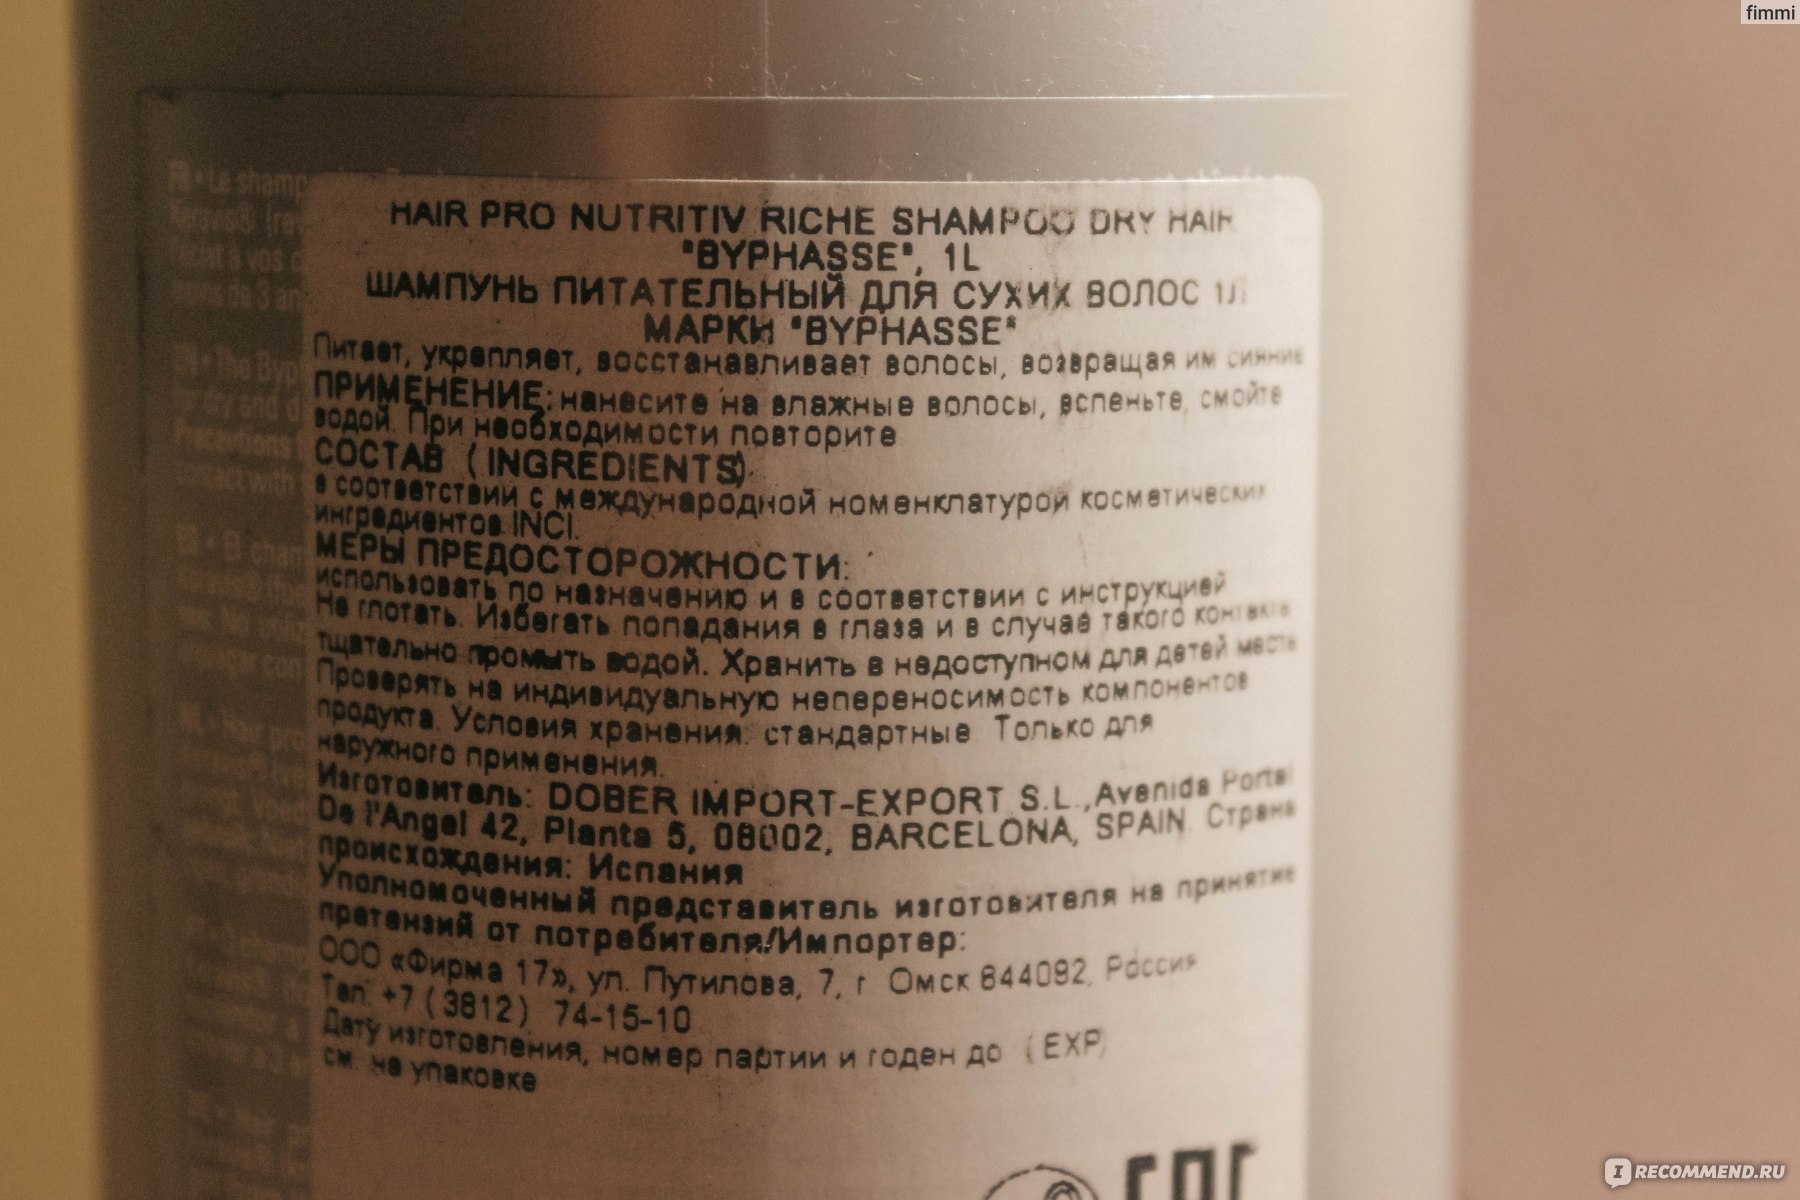 fimmi
FR • Le shamp
HAIR PRO NUTRITIV RICHE SHAMPOO DRY HAIR
"BYPHASSE", 1L
ШАМПУНЬ ПИТАТЕЛЬНЫЙ ДЛЯ СУХИХ ВОЛОС 1Л
МАРКИ "BYPHASSE"
Питает, укрепляет, восстанавливает волосы, возвращая им сияние
ПРИМЕНЕНИЕ: нанесите на влажные волосы, вспеньте, смойте
водой. При необходимости повторите
СОСТАВ (INGREDIENTS):
в соответствии с международной номенклатурой косметических
ингредиентов INCI.
МЕРЫ ПРЕДОСТОРОЖНОСТИ:
использовать по назначению и в соответствии с инструкцией
Не глотать. Избегать попадания в глаза и в случае такого контакта
тщательно промыть водой. Хранить в недоступном для детей месте
Проверять на индивидуальную непереносимость компонентов
продукта. Условия хранения: стандартные Только для
наружного применения.
Изготовитель: DOBER IMPORT-EXPORT S.L.,Avenida Portal
De l'Angel 42, Planta 5, 08002, BARCELONA, SPAIN Страна
происхождения: Испания
Уполномоченный представитель изготовителя на принятие
претензий от потребителя/Импортер:
ООО «Фирма 17», ул. Путилова, 7, г Омск 644092, Россия
Тел. +7 (3812) 74-15-10
Дату изготовления, номер партии и годен до (EXP)
см. на упаковке
EAC
IRECOMMEND.RU